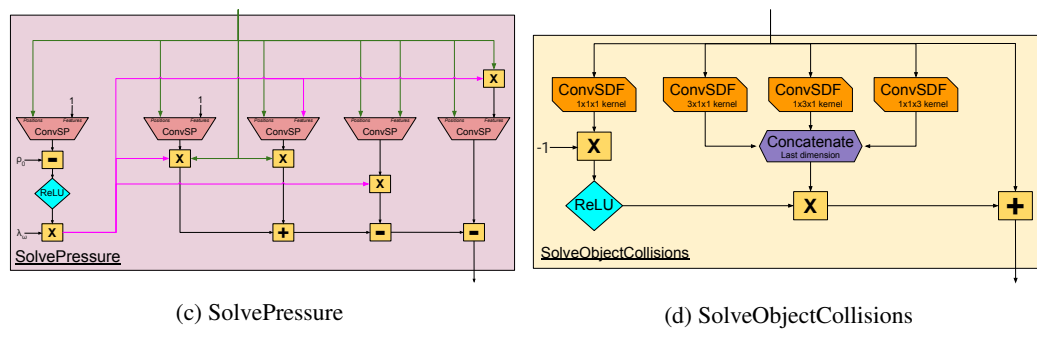 X
1 1
Positions Features Positions Features Positions Features Positions Features Positions Features
ConvSP ConvSP ConvSP ConvSP ConvSP
ρ0 - X X
ReLU X
λω X + - -
SolvePressure
(c) SolvePressure
ConvSDF ConvSDF ConvSDF ConvSDF
1x1x1 kernel 3x1x1 kernel 1x3x1 kernel 1x1x3 kernel
-1 X Concatenate
Last dimension
ReLU X +
SolveObjectCollisions
(d) SolveObjectCollisions